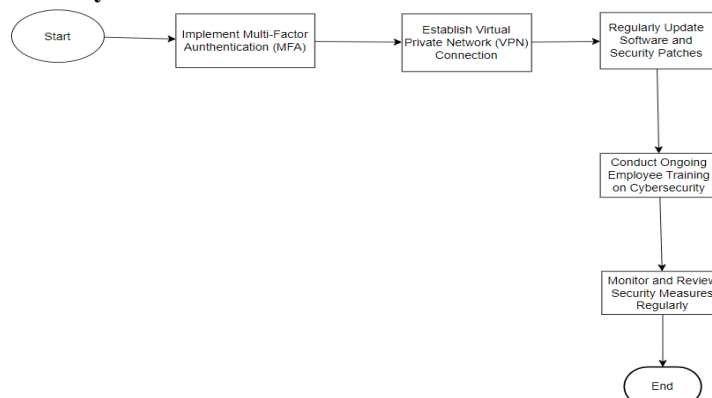 Start
Implement Multi-Factor
Aunthentication (MFA)
Establish Virtual
Private Network (VPN)
Connection
Regularly Update
Software and
Security Patches
Conduct Ongoing
Employee Training
on Cybersecurity
Monitor and Review
Security Measures
Regularly
End